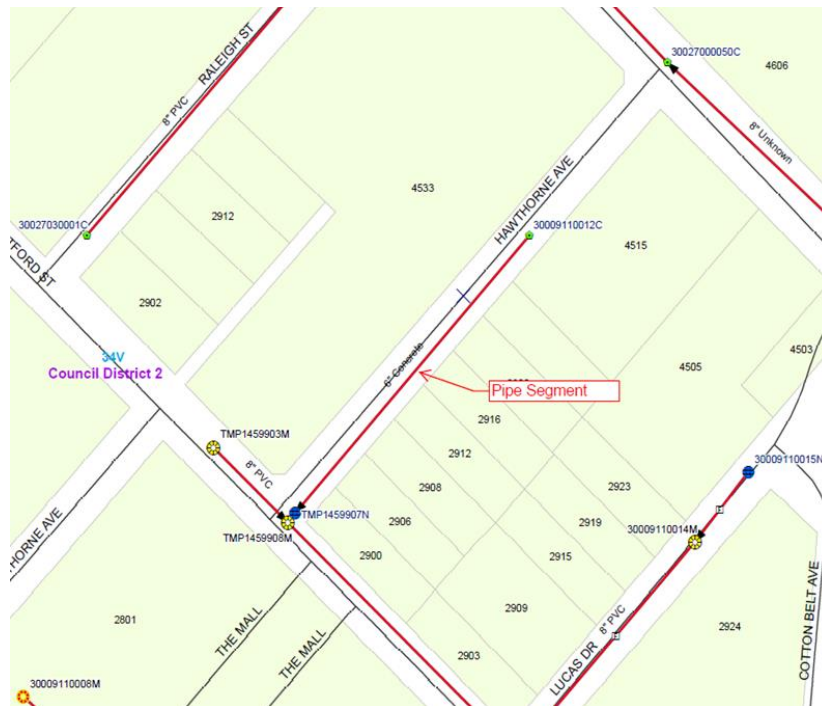 30027000050C
4606
RALEIGH ST
8" PVC
8" Unknown
4533
HAWTHORNE AVE
2912
30027030001C
30009110012C
4515
TFORD ST
2902
34V
Council District 2
4503
6" Concrete
4505
Pipe Segment
2916
TMP1459903M
2912
30009110015N
8" PVC
2908
2923
TMP1459907N
2906
2919
30009110014M
THORNE AVE
TMP1459908M
2900
2915
2801
THE MALL
THE MALL
2909
8" PVC
2924
COTTON BELT AVE
2903
LUCAS DR
30009110008M